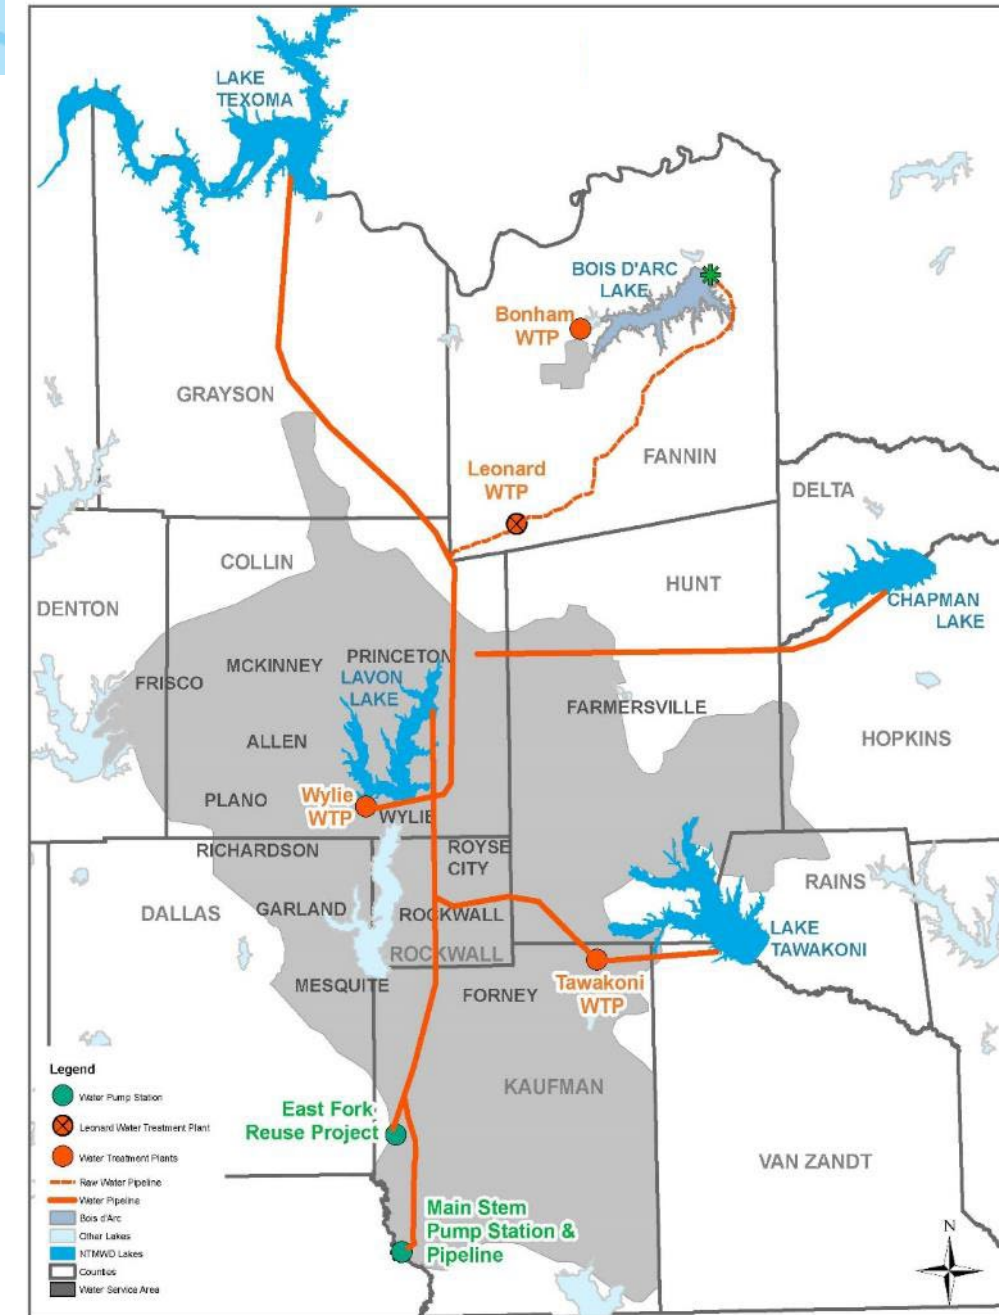 LAKE
TEXOMA
BOIS D'ARC
LAKE
Bonham
WTP
GRAYSON
FANNIN
Leonard
WTP
DELTA
COLLIN
HUNT
DENTON
CHAPMAN
LAKE
PRINCETON
MCKINNEY
LAVON
LAKE
FRISCO
FARMERSVILLE
ALLEN
HOPKINS
PLANO
Wylie
WTP
WYLIE
RICHARDSON
ROYSE
CITY
RAINS
DALLAS
GARLAND
ROCKWALL
LAKE
TAWAKONI
ROCKWALL
MESQUITE
FORNEY
Tawakoni
WTP
KAUFMAN
East Fork
Reuse Project
VAN ZANDT
Main Stem
Pump Station &
Pipeline
Legend
Water Pump Station
Leonard Water Treatment Plant
Water Treatment Plants
Raw Water Pipeline
Water Pipeline
Bois d'Arc
Other Lakes
NTMWD Lakes
Counties
Water Service Area
N